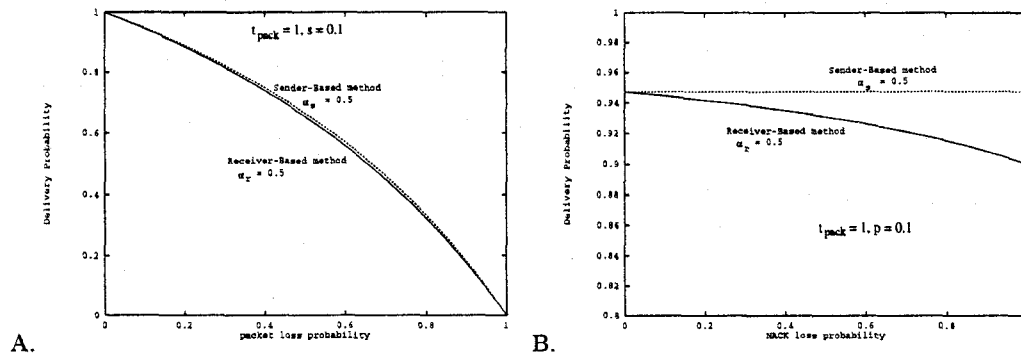 1
0.8
0.6
0.4
0.2
0
Delivery Probability
t_pack = 1, s = 0.1
Sender-Based method
α_s = 0.5
Receiver-Based method
α_r = 0.5
0 0.2 0.4 0.6 0.8 1
packet loss probability
A.
1
0.98
0.96
0.94
0.92
0.9
0.88
0.86
0.84
0.82
0.8
Delivery Probability
Sender-Based method
α_s = 0.5
Receiver-Based method
α_r = 0.5
t_pack = 1, p = 0.1
0 0.2 0.4 0.6 0.8
NACK loss probability
B.